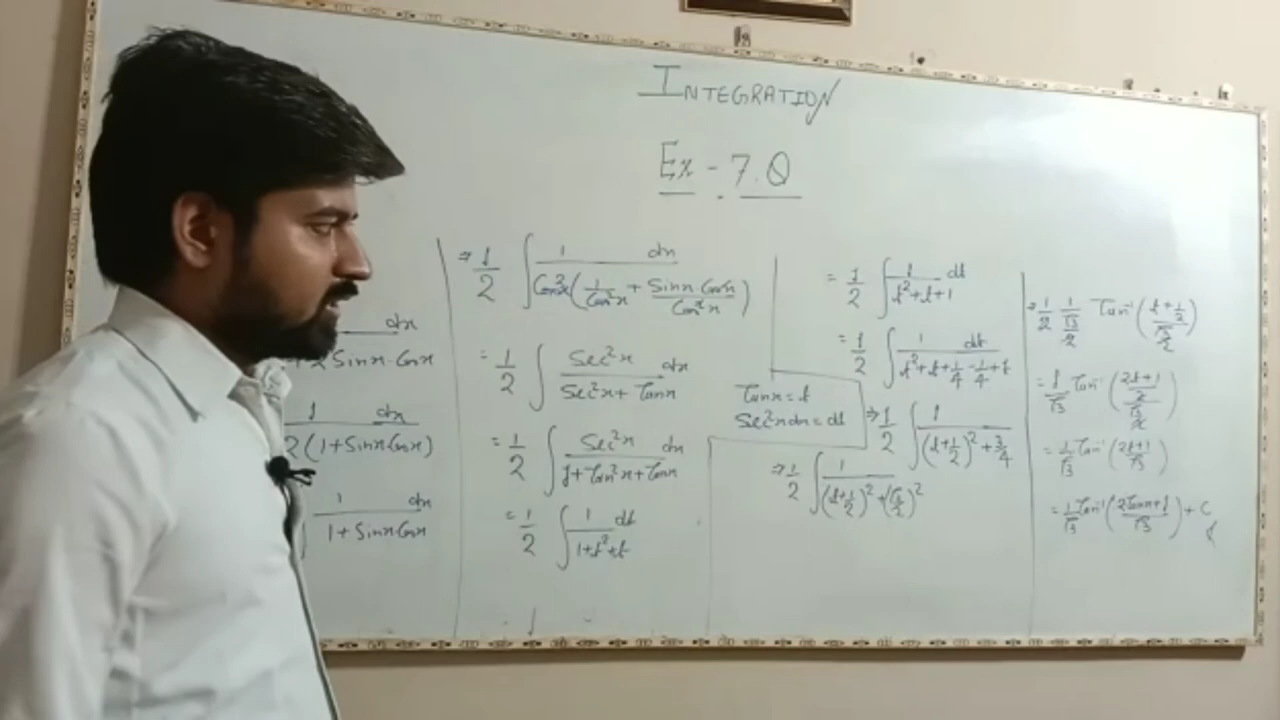 INTEGRATION
Ex - 7.Q
dx
2 Sinx·Cosx
1 dx
2(1+Sinx Cosx)
1 dx
1+Sinx Cosx
⇒ 1/2 ∫ 1 dx / Cos²x(1/Cos²x + Sinx·Cosx/Cos²x)
= 1/2 ∫ Sec²x dx / Sec²x + Tanx
= 1/2 ∫ Sec²x dx / 1+Tan²x+Tanx
= 1/2 ∫ 1 dt / 1+t²+t
Tanx = t
Sec²x dx = dt
= 1/2 ∫ 1 dt / t²+t+1
= 1/2 ∫ 1 dt / t²+t+1/4-1/4+1
⇒ 1/2 ∫ 1 / (t+1/2)²+3/4
⇒ 1/2 ∫ 1 / (t+1/2)²+(√3/2)²
⇒ 1/2 1/(√3/2) Tan⁻¹((t+1/2)/(√3/2))
= 1/√3 Tan⁻¹(((2t+1)/2)/(√3/2))
= 1/√3 Tan⁻¹((2t+1)/√3)
= 1/√3 Tan⁻¹((2Tanx+1)/√3) + C